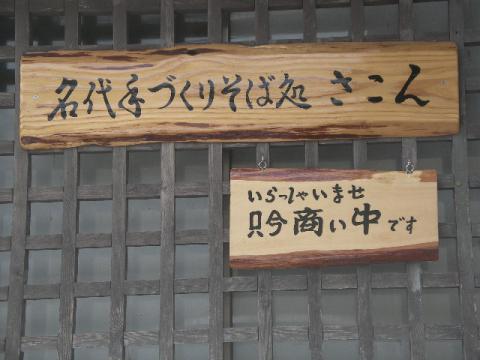 名代手づくりそば処 さこん
いらっしゃいませ
只今商い中です